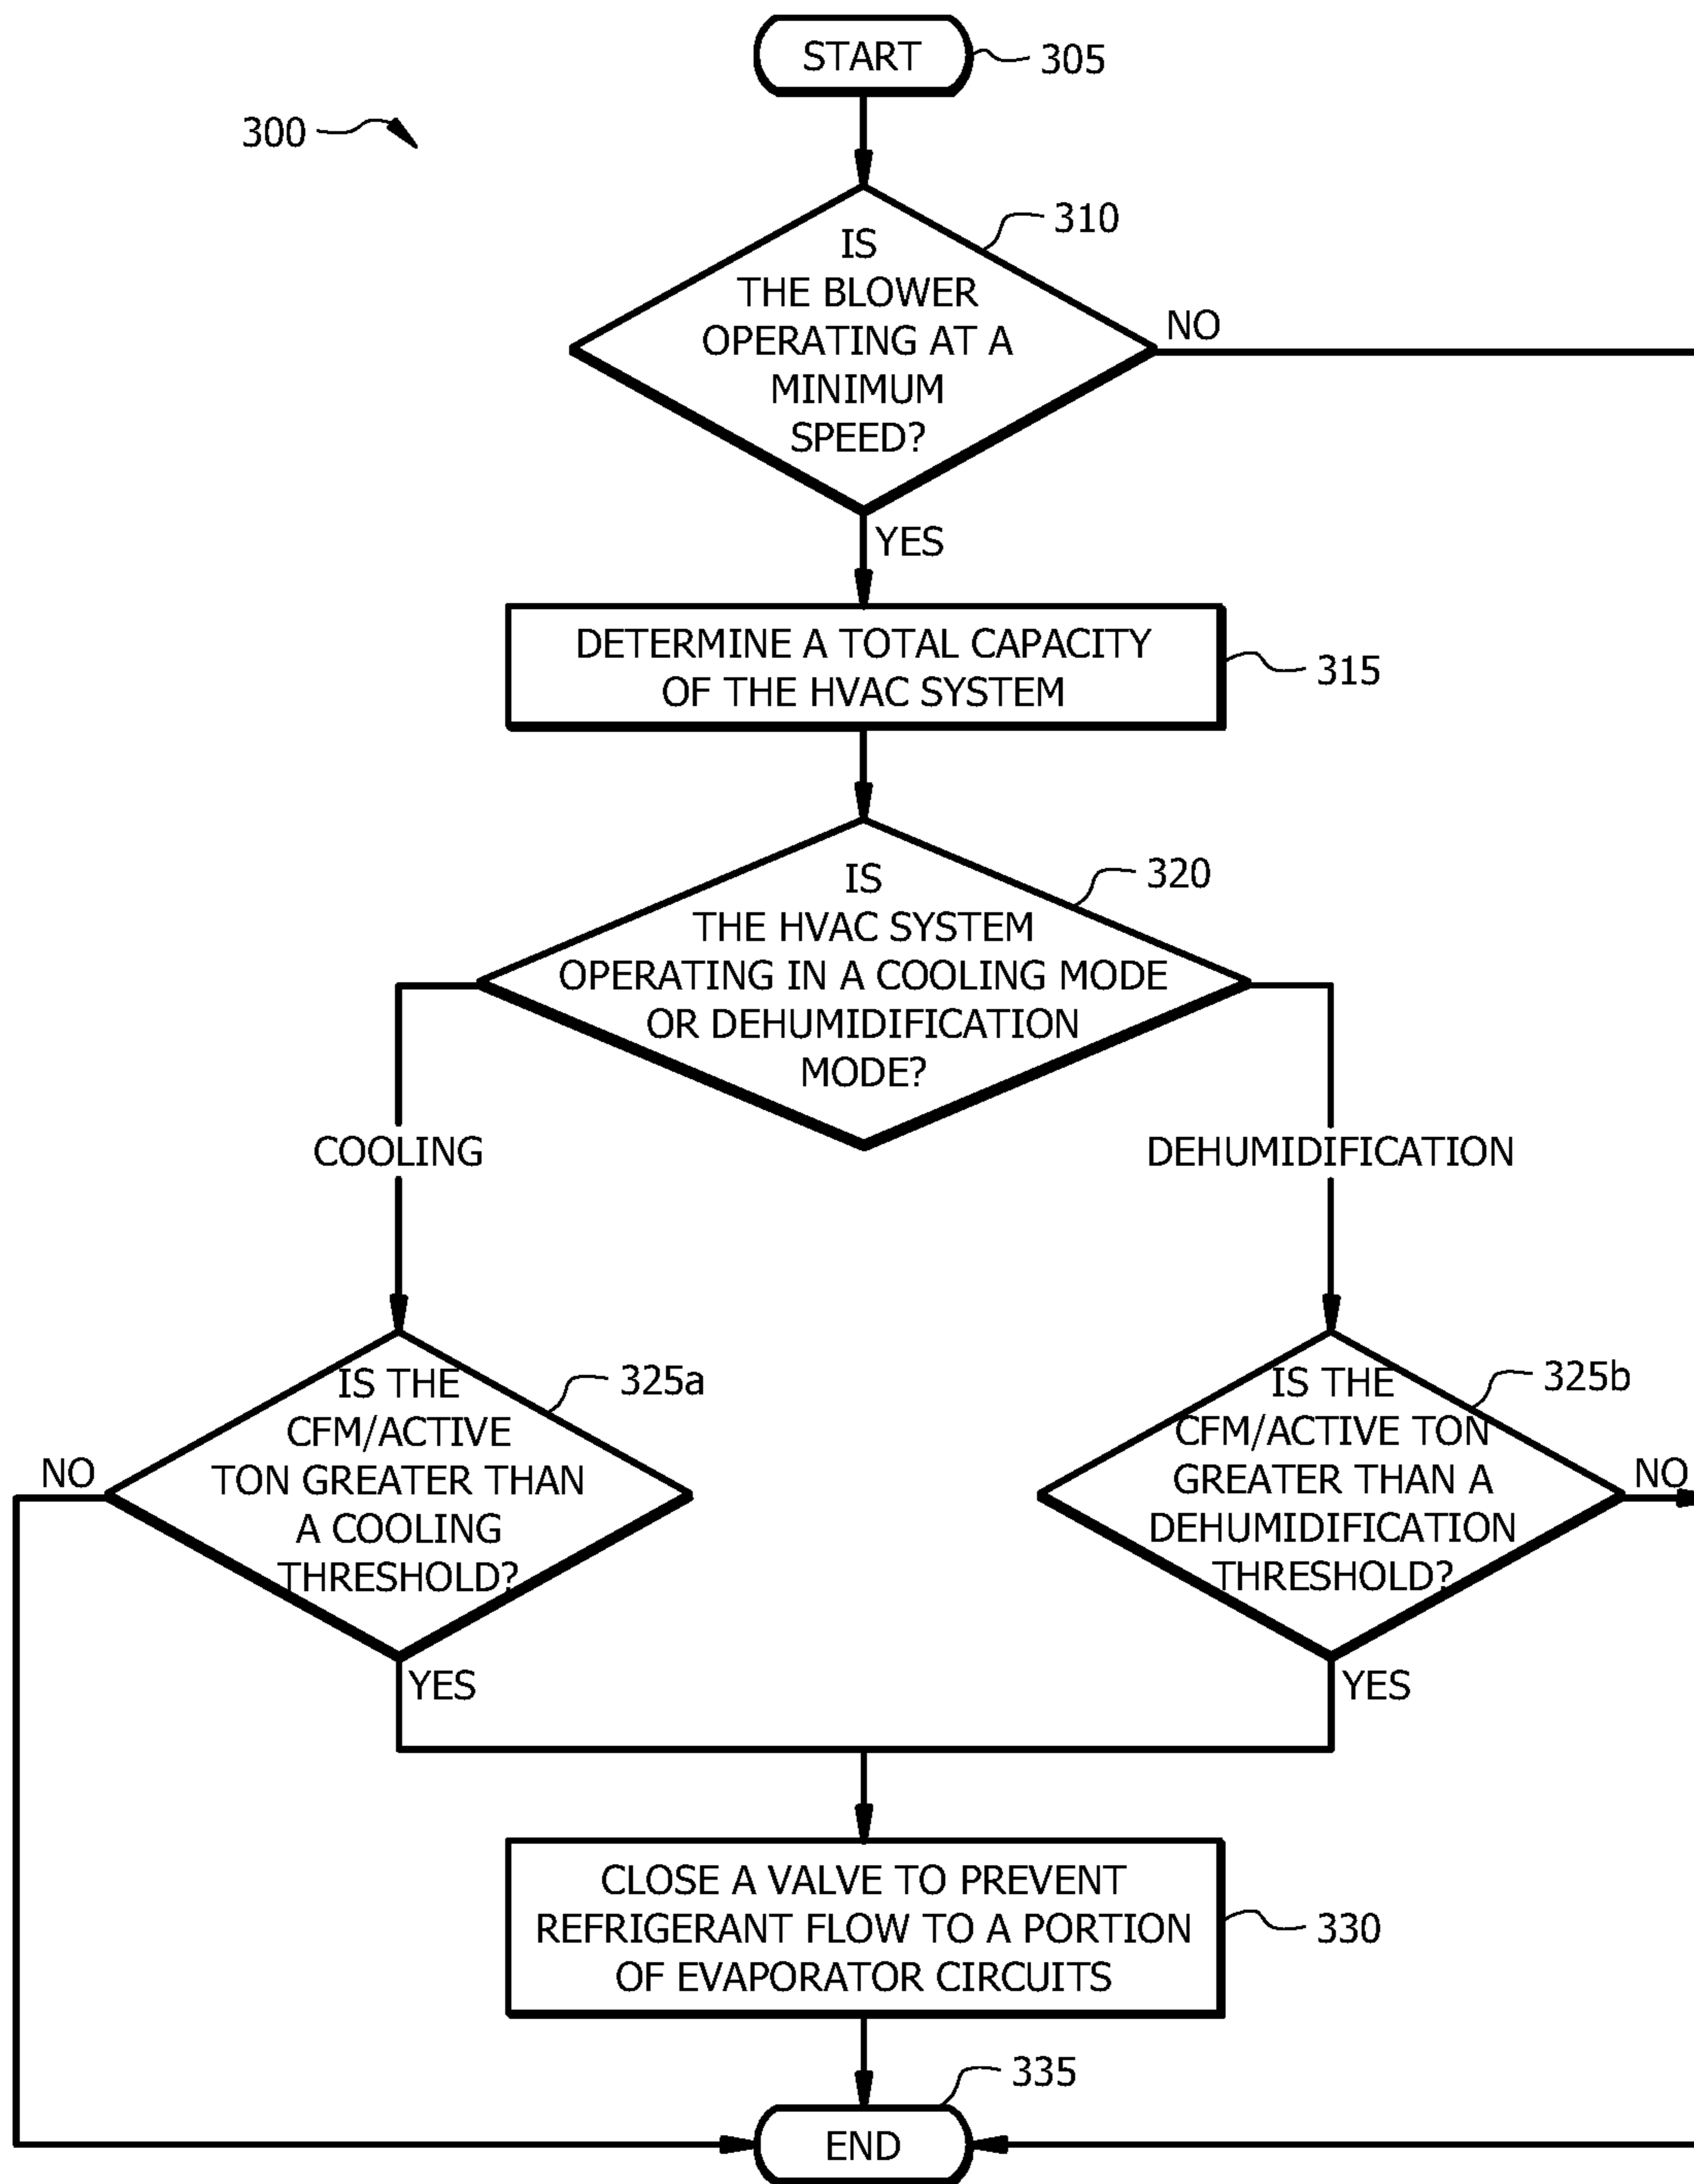 START
305
300
310
IS
THE BLOWER
OPERATING AT A
MINIMUM
SPEED?
NO
YES
DETERMINE A TOTAL CAPACITY
OF THE HVAC SYSTEM
315
320
IS
THE HVAC SYSTEM
OPERATING IN A COOLING MODE
OR DEHUMIDIFICATION
MODE?
COOLING
DEHUMIDIFICATION
325a
IS THE
CFM/ACTIVE
TON GREATER THAN
A COOLING
THRESHOLD?
NO
YES
325b
IS THE
CFM/ACTIVE TON
GREATER THAN A
DEHUMIDIFICATION
THRESHOLD?
NO
YES
CLOSE A VALVE TO PREVENT
REFRIGERANT FLOW TO A PORTION
OF EVAPORATOR CIRCUITS
330
335
END